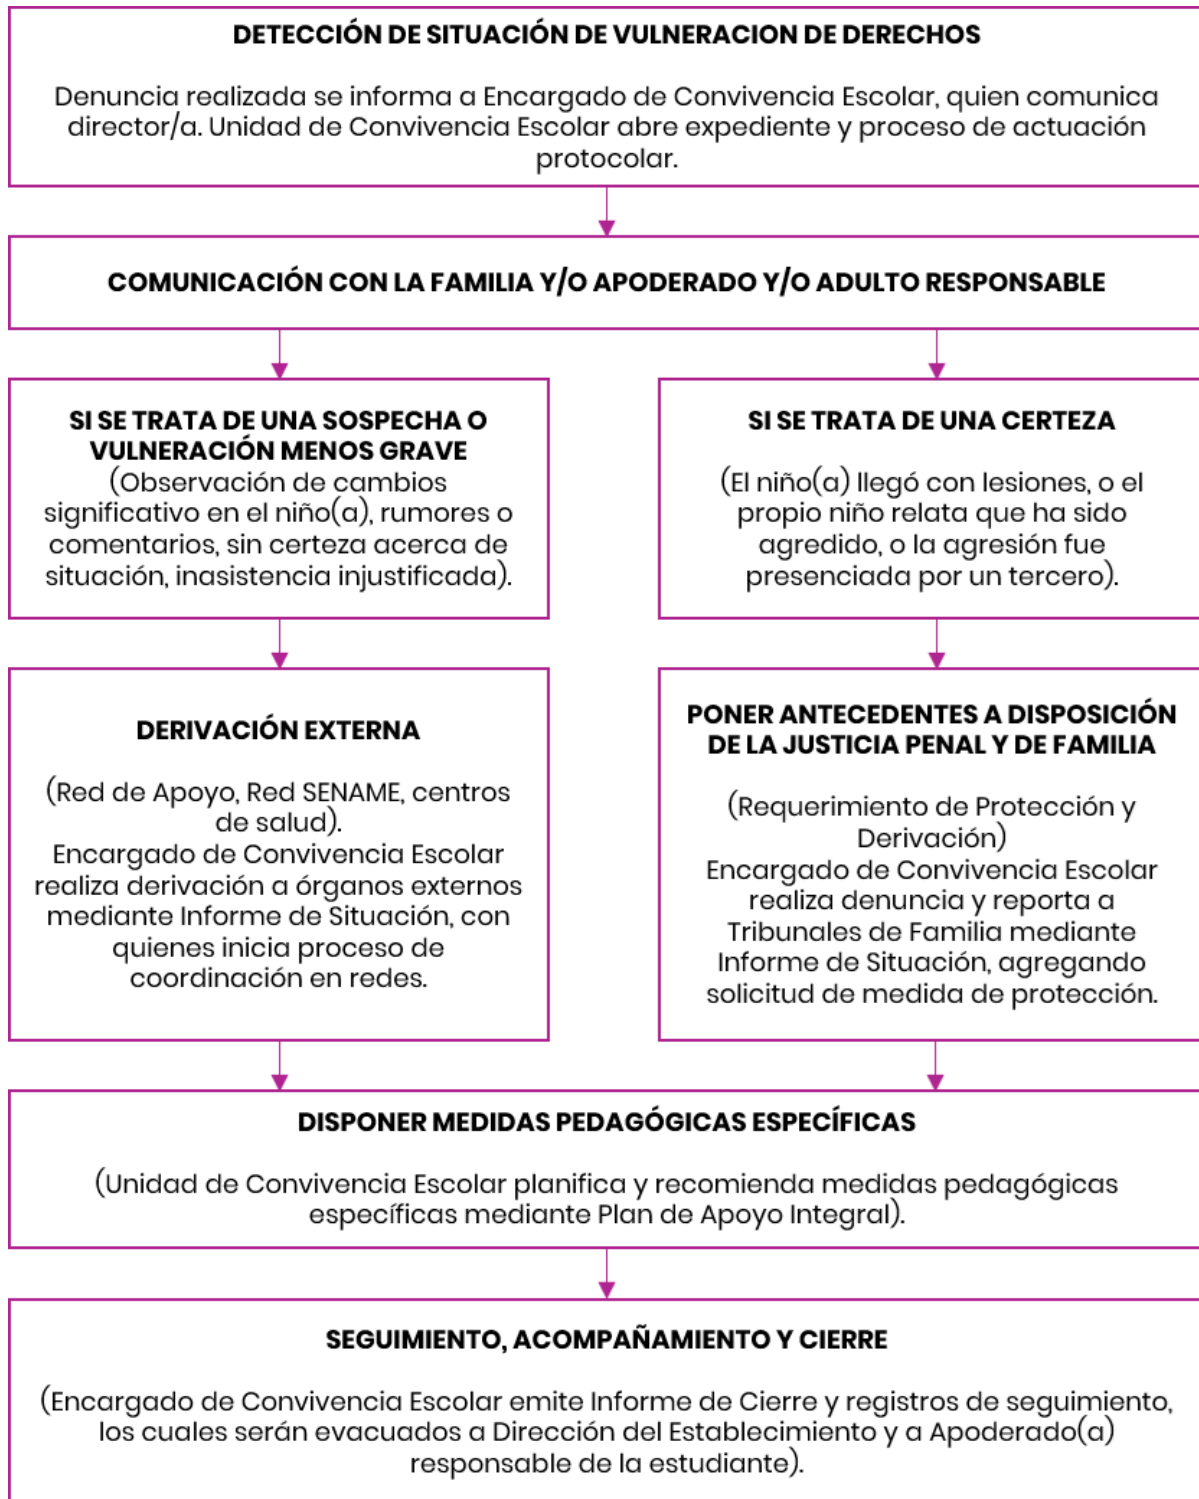 DETECCIÓN DE SITUACIÓN DE VULNERACION DE DERECHOS
Denuncia realizada se informa a Encargado de Convivencia Escolar, quien comunica
director/a. Unidad de Convivencia Escolar abre expediente y proceso de actuación
protocolar.
COMUNICACIÓN CON LA FAMILIA Y/O APODERADO Y/O ADULTO RESPONSABLE
SI SE TRATA DE UNA SOSPECHA O
VULNERACIÓN MENOS GRAVE
(Observación de cambios
significativo en el niño(a), rumores o
comentarios, sin certeza acerca de
situación, inasistencia injustificada).
SI SE TRATA DE UNA CERTEZA
(El niño(a) llegó con lesiones, o el
propio niño relata que ha sido
agredido, o la agresión fue
presenciada por un tercero).
DERIVACIÓN EXTERNA
(Red de Apoyo, Red SENAME, centros
de salud).
Encargado de Convivencia Escolar
realiza derivación a órganos externos
mediante Informe de Situación, con
quienes inicia proceso de
coordinación en redes.
PONER ANTECEDENTES A DISPOSICIÓN
DE LA JUSTICIA PENAL Y DE FAMILIA
(Requerimiento de Protección y
Derivación)
Encargado de Convivencia Escolar
realiza denuncia y reporta a
Tribunales de Familia mediante
Informe de Situación, agregando
solicitud de medida de protección.
DISPONER MEDIDAS PEDAGÓGICAS ESPECÍFICAS
(Unidad de Convivencia Escolar planifica y recomienda medidas pedagógicas
específicas mediante Plan de Apoyo Integral).
SEGUIMIENTO, ACOMPAÑAMIENTO Y CIERRE
(Encargado de Convivencia Escolar emite Informe de Cierre y registros de seguimiento,
los cuales serán evacuados a Dirección del Establecimiento y a Apoderado(a)
responsable de la estudiante).